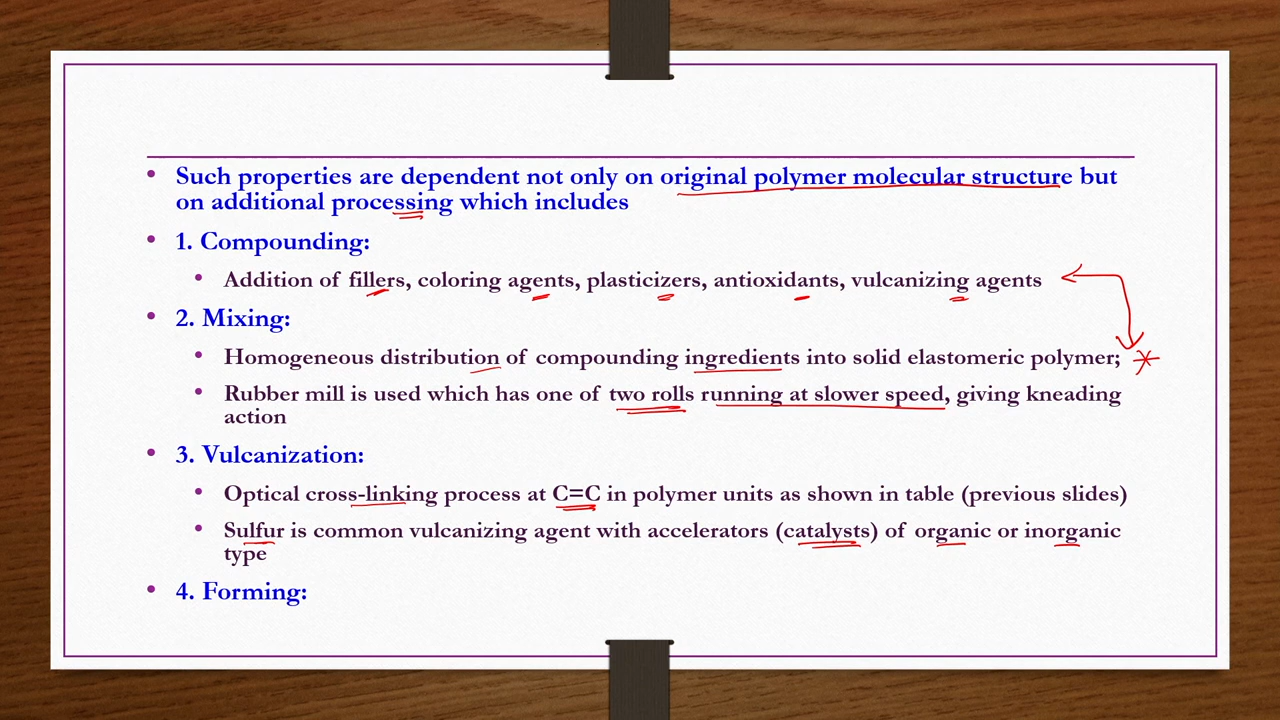 • Such properties are dependent not only on original polymer molecular structure but
on additional processing which includes
• 1. Compounding:
• Addition of fillers, coloring agents, plasticizers, antioxidants, vulcanizing agents
• 2. Mixing:
• Homogeneous distribution of compounding ingredients into solid elastomeric polymer; *
• Rubber mill is used which has one of two rolls running at slower speed, giving kneading
action
• 3. Vulcanization:
• Optical cross-linking process at C=C in polymer units as shown in table (previous slides)
• Sulfur is common vulcanizing agent with accelerators (catalysts) of organic or inorganic
type
• 4. Forming: